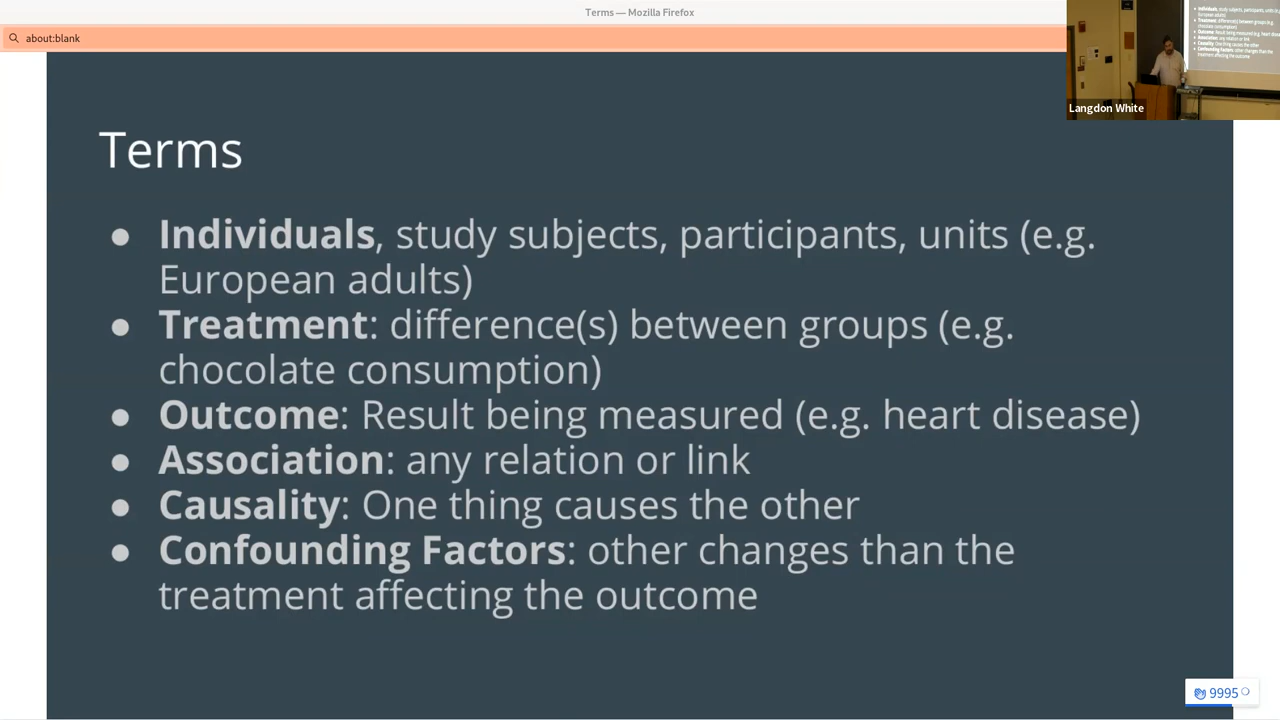 Terms — Mozilla Firefox
about:blank
Langdon White
Terms
● Individuals, study subjects, participants, units (e.g.
European adults)
● Treatment: difference(s) between groups (e.g.
chocolate consumption)
● Outcome: Result being measured (e.g. heart disease)
● Association: any relation or link
● Causality: One thing causes the other
● Confounding Factors: other changes than the
treatment affecting the outcome
9995